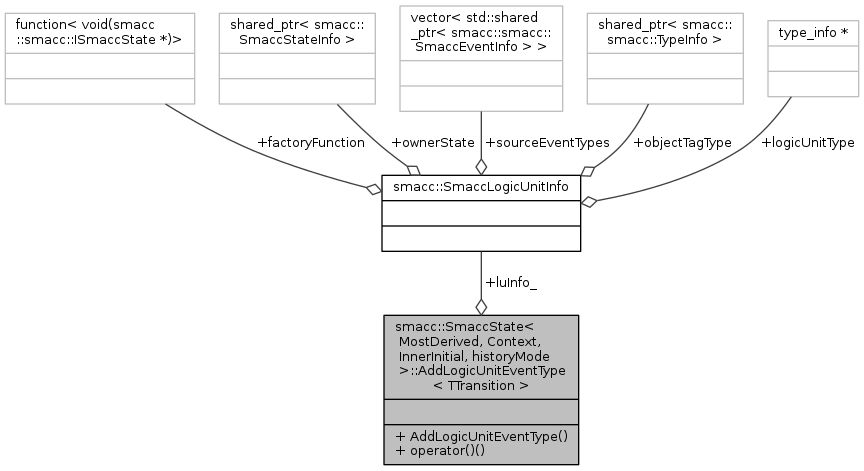 function< void(smacc
::smacc::ISmaccState *)>
shared_ptr< smacc::
SmaccStateInfo >
vector< std::shared
_ptr< smacc::smacc::
SmaccEventInfo > >
shared_ptr< smacc::
smacc::TypeInfo >
type_info *
+factoryFunction
+ownerState
+sourceEventTypes
+objectTagType
+logicUnitType
smacc::SmaccLogicUnitInfo
+luInfo_
smacc::SmaccState<
MostDerived, Context,
InnerInitial, historyMode
>::AddLogicUnitEventType
< TTransition >
+ AddLogicUnitEventType()
+ operator()()